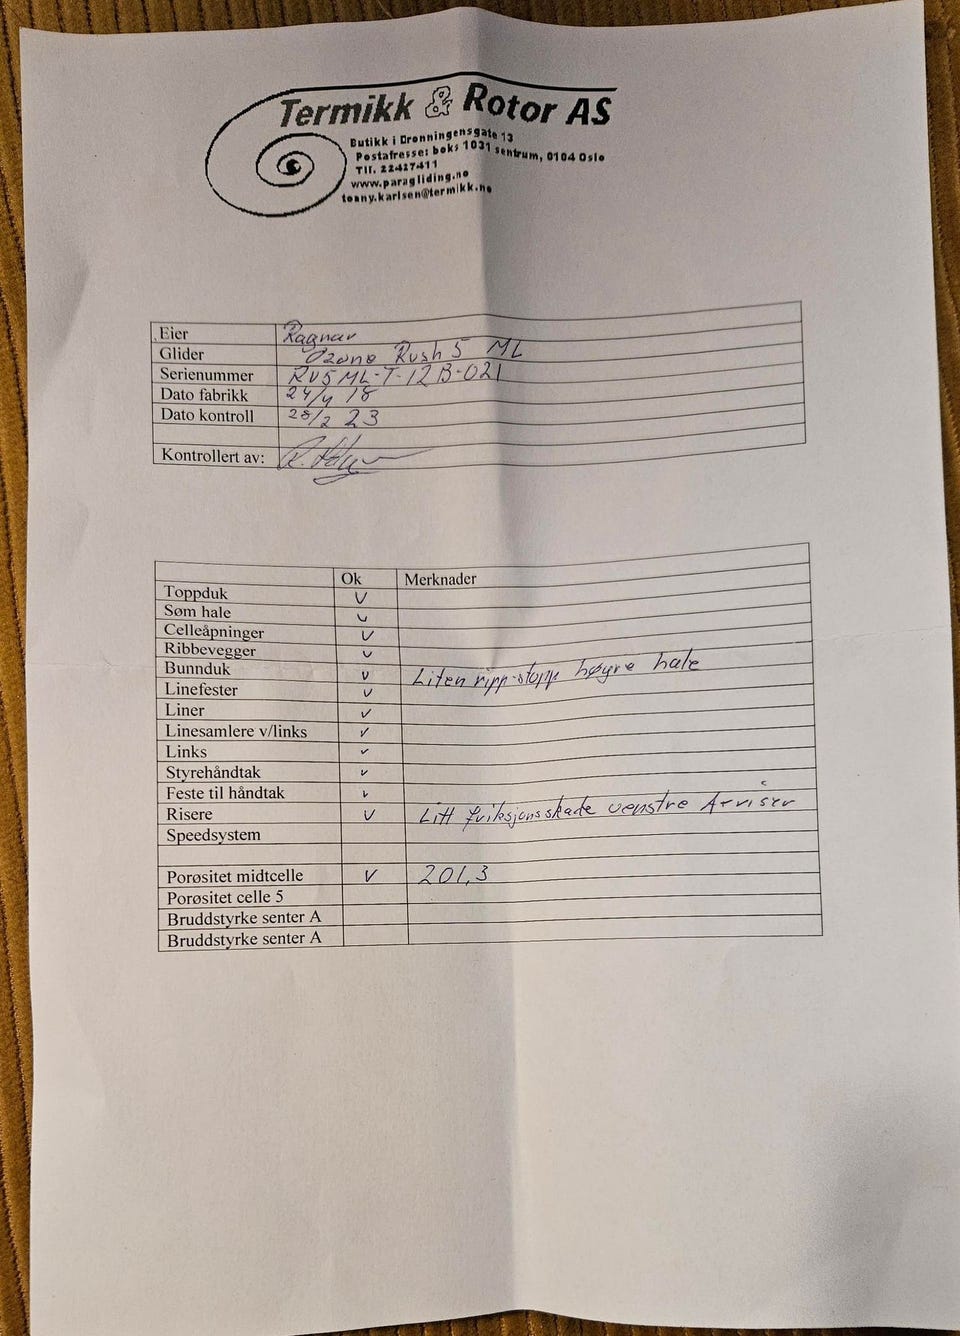 Termikk & Rotor AS
Butikk i Dronningensgate 13
Postafresse: boks 1031 sentrum, 0104 Oslo
Tlf. 22427411
www.paragliding.no
tonny.karlsen@termikk.no
Eier Ragnar
Glider Ozone Rush 5 ML
Serienummer RU5ML-T-12B-021
Dato fabrikk 24/4 18
Dato kontroll 28/2 23
Kontrollert av:
Ok Merknader
Toppduk ✓
Søm hale ✓
Celleåpninger ✓
Ribbevegger ✓
Bunnduk ✓ Liten ripp-stopp høyre hale
Linefester ✓
Liner ✓
Linesamlere v/links ✓
Links ✓
Styrehåndtak ✓
Feste til håndtak ✓
Risere ✓ Litt friksjonsskade venstre A-riser
Speedsystem
Porøsitet midtcelle ✓ 201,3
Porøsitet celle 5
Bruddstyrke senter A
Bruddstyrke senter A